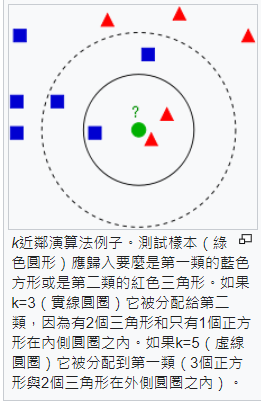 ?
k近鄰演算法例子。測試樣本（綠
色圓形）應歸入要麼是第一類的藍色
方形或是第二類的紅色三角形。如果
k=3（實線圓圈）它被分配給第二
類，因為有2個三角形和只有1個正方
形在內側圓圈之內。如果k=5（虛線
圓圈）它被分配到第一類（3個正方
形與2個三角形在外側圓圈之內）。